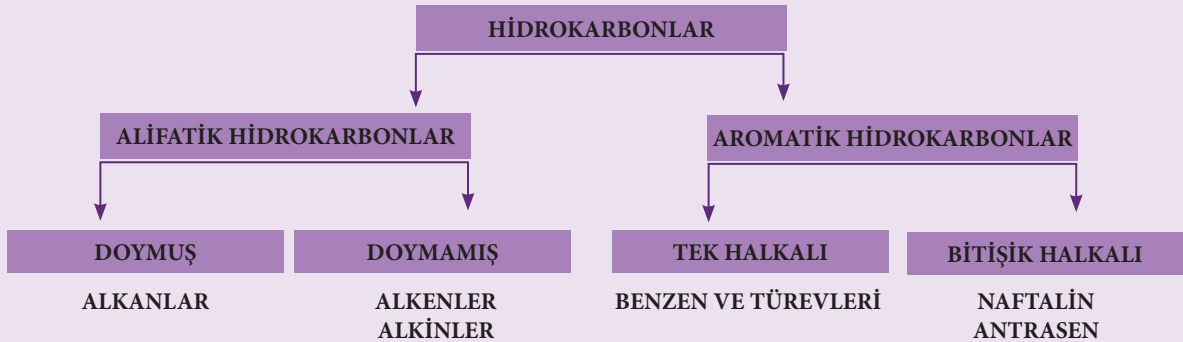 HİDROKARBONLAR
ALİFATİK HİDROKARBONLAR
AROMATİK HİDROKARBONLAR
DOYMUŞ
DOYMAMIŞ
TEK HALKALI
BİTİŞİK HALKALI
ALKANLAR
ALKENLER
ALKİNLER
BENZEN VE TÜREVLERİ
NAFTALİN
ANTRASEN